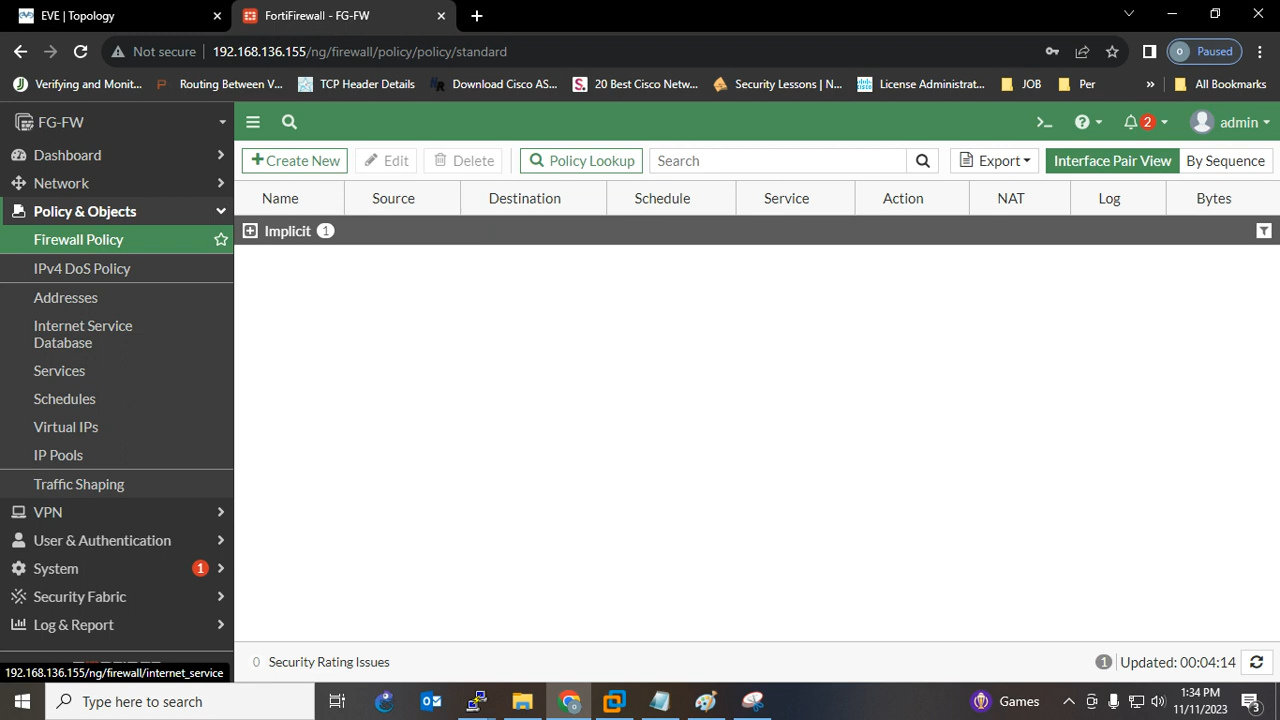 EVE | Topology
FortiFirewall - FG-FW
Not secure
192.168.136.155/ng/firewall/policy/policy/standard
o Paused
Verifying and Monit...
P Routing Between V...
TCP Header Details
Download Cisco AS...
S 20 Best Cisco Netw...
Security Lessons | N...
License Administrat...
JOB
Per
»
All Bookmarks
FG-FW
2
admin
Dashboard
Network
Policy & Objects
Firewall Policy
IPv4 DoS Policy
Addresses
Internet Service
Database
Services
Schedules
Virtual IPs
IP Pools
Traffic Shaping
VPN
User & Authentication
System 1
Security Fabric
Log & Report
192.168.136.155/ng/firewall/internet_service
+Create New
Edit
Delete
Policy Lookup
Search
Export
Interface Pair View
By Sequence
Name Source Destination Schedule Service Action NAT Log Bytes
Implicit 1
0 Security Rating Issues
1 Updated: 00:04:14
Type here to search
Games
1:34 PM
11/11/2023
3